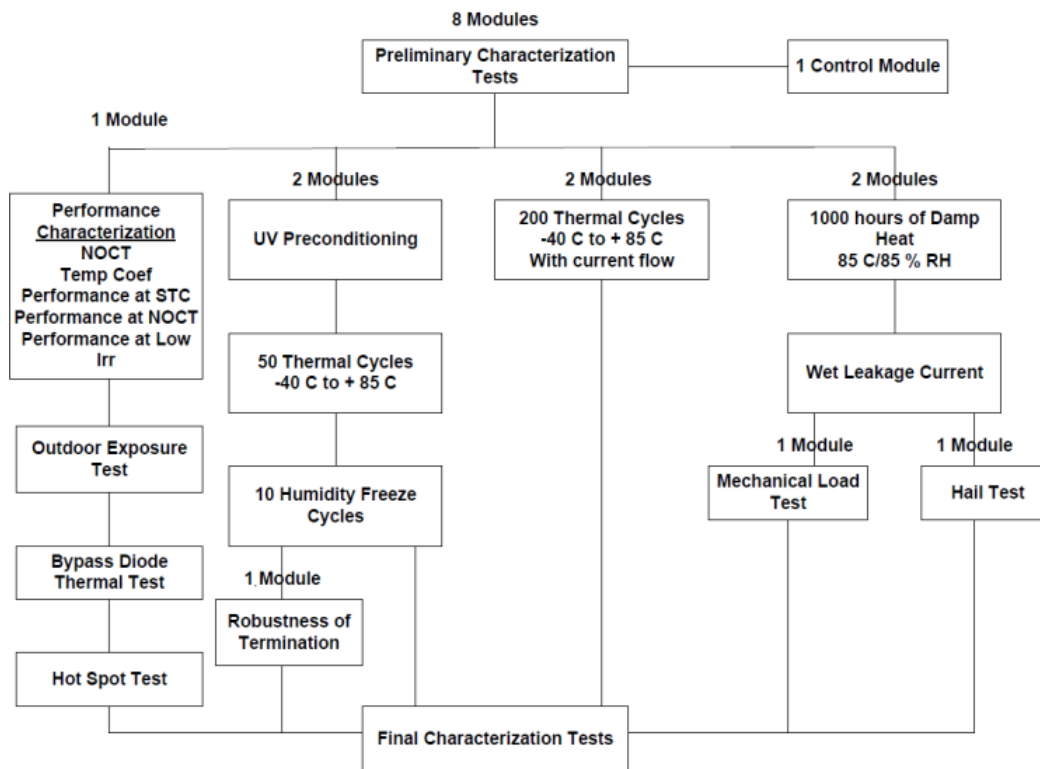 8 Modules
Preliminary Characterization
Tests
1 Control Module
1 Module
Performance
Characterization
NOCT
Temp Coef
Performance at STC
Performance at NOCT
Performance at Low
Irr
Outdoor Exposure
Test
Bypass Diode
Thermal Test
Hot Spot Test
2 Modules
UV Preconditioning
50 Thermal Cycles
-40 C to + 85 C
10 Humidity Freeze
Cycles
1 Module
Robustness of
Termination
2 Modules
200 Thermal Cycles
-40 C to + 85 C
With current flow
2 Modules
1000 hours of Damp
Heat
85 C/85 % RH
Wet Leakage Current
1 Module
Mechanical Load
Test
1 Module
Hail Test
Final Characterization Tests